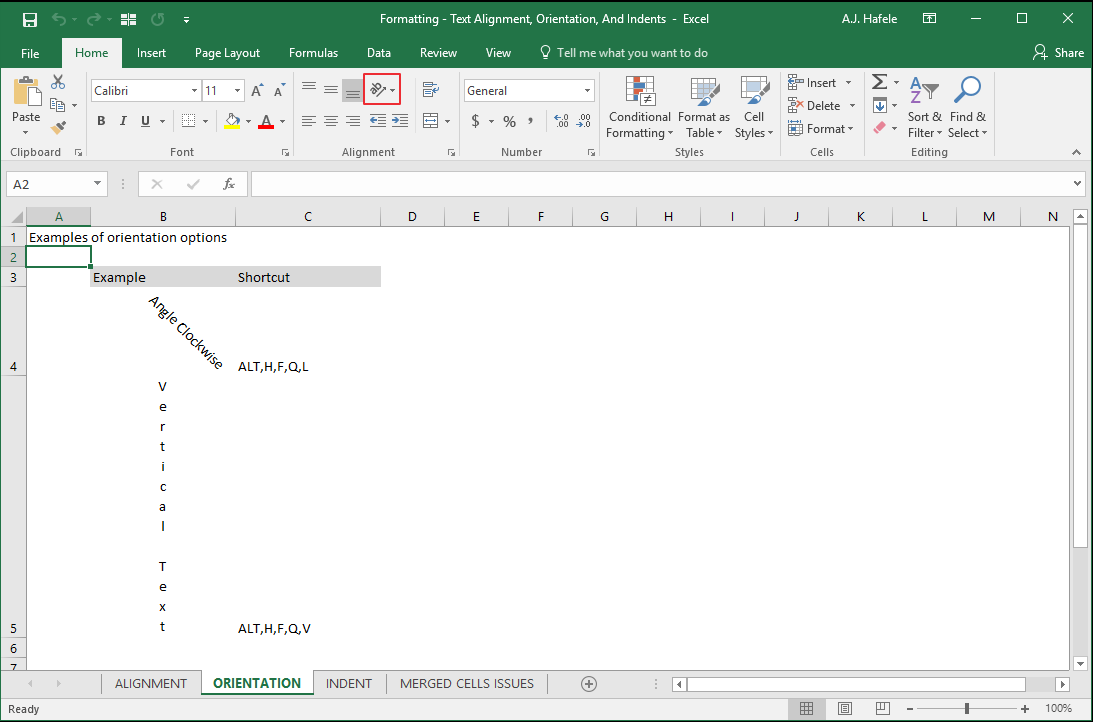 Formatting - Text Alignment, Orientation, And Indents - Excel
A.J. Hafele
File Home Insert Page Layout Formulas Data Review View Tell me what you want to do Share
Paste
Calibri 11
B I U A
General
$ % ,
Conditional Formatting
Format as Table
Cell Styles
Insert
Delete
Format
Sort & Filter
Find & Select
Clipboard Font Alignment Number Styles Cells Editing
A2 fx
A B C D E F G H I J K L M N
1 Examples of orientation options
2
3 Example Shortcut
Angle Clockwise
4 ALT,H,F,Q,L
Vertical Text
5 ALT,H,F,Q,V
6
7
ALIGNMENT ORIENTATION INDENT MERGED CELLS ISSUES
Ready 100%